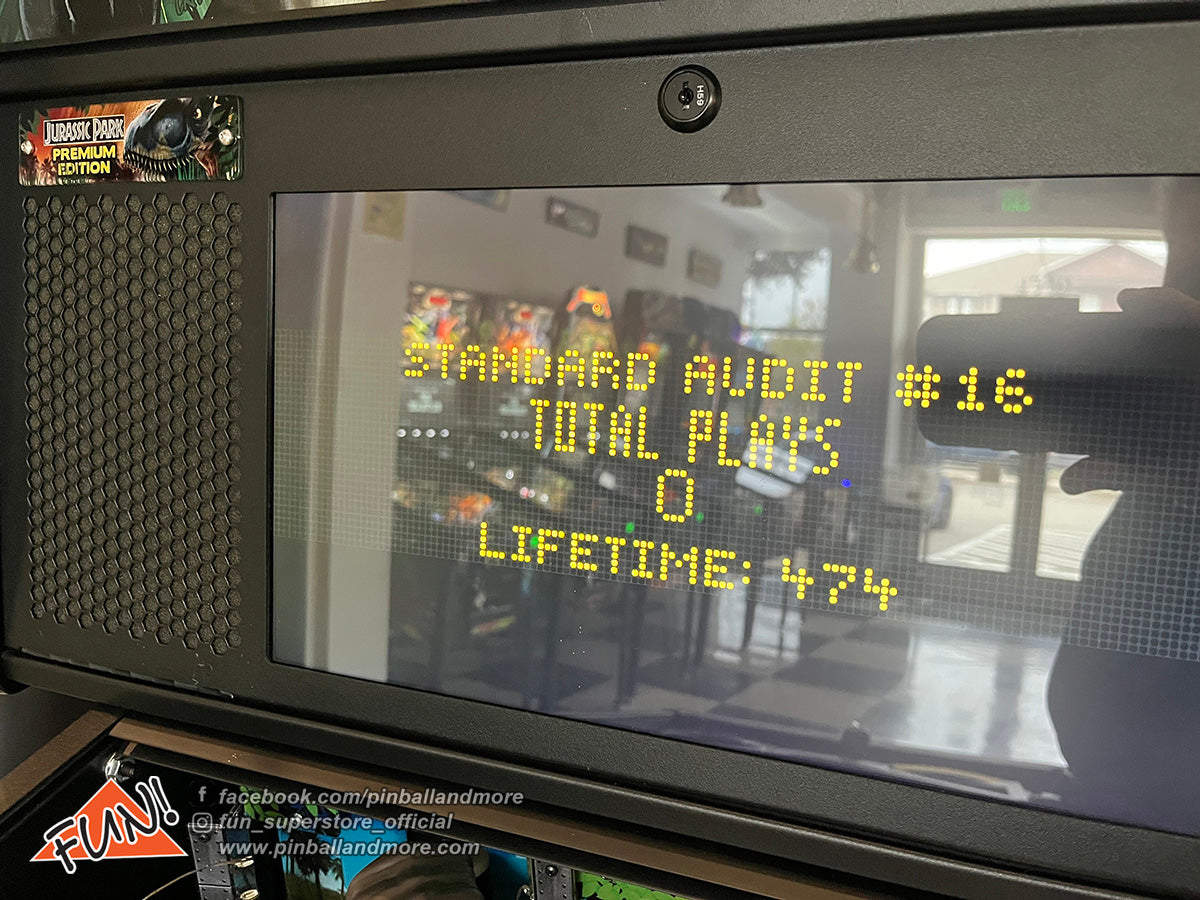 JURASSIC PARK
PREMIUM
EDITION
H59
STANDARD AUDIT #16
TOTAL PLAYS
0
LIFETIME: 474
FUN!
facebook.com/pinballandmore
fun_superstore_official
www.pinballandmore.com